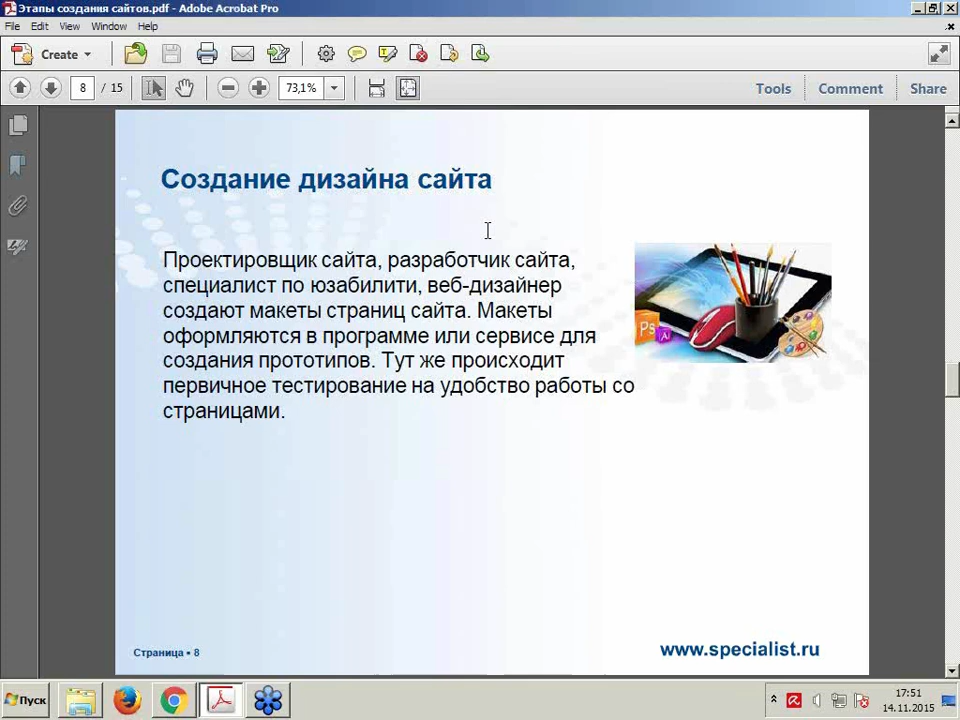 Этапы создания сайтов.pdf - Adobe Acrobat Pro
File Edit View Window Help
Create
8 / 15 73,1% Tools Comment Share
Создание дизайна сайта
Проектировщик сайта, разработчик сайта,
специалист по юзабилити, веб-дизайнер
создают макеты страниц сайта. Макеты
оформляются в программе или сервисе для
создания прототипов. Тут же происходит
первичное тестирование на удобство работы со
страницами.
Ps
Ai
Страница ▪ 8
www.specialist.ru
Пуск
17:51
14.11.2015